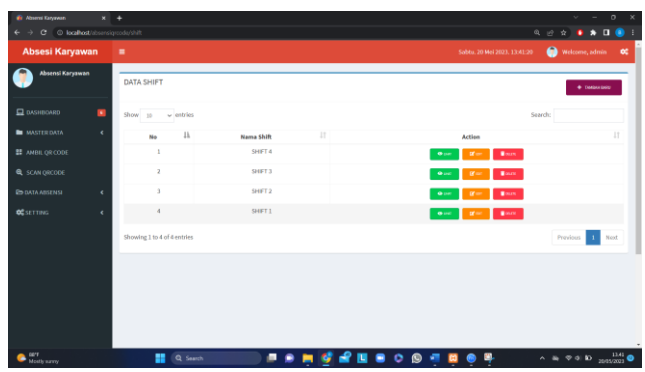 Absensi Karyawan
localhost/absensiqrcode/shift
Absesi Karyawan
Sabtu, 20 Mei 2023, 13:41:20
Welcome, admin
Absensi Karyawan
DASHBOARD
MASTER DATA
AMBIL QR CODE
SCAN QRCODE
DATA ABSENSI
SETTING
DATA SHIFT
Show 10 entries
Search:
No Nama Shift Action
1 SHIFT 4
2 SHIFT 3
3 SHIFT 2
4 SHIFT 1
DELETE
Showing 1 to 4 of 4 entries
Previous 1 Next
Mostly sunny
Search
13.41
20/05/2023